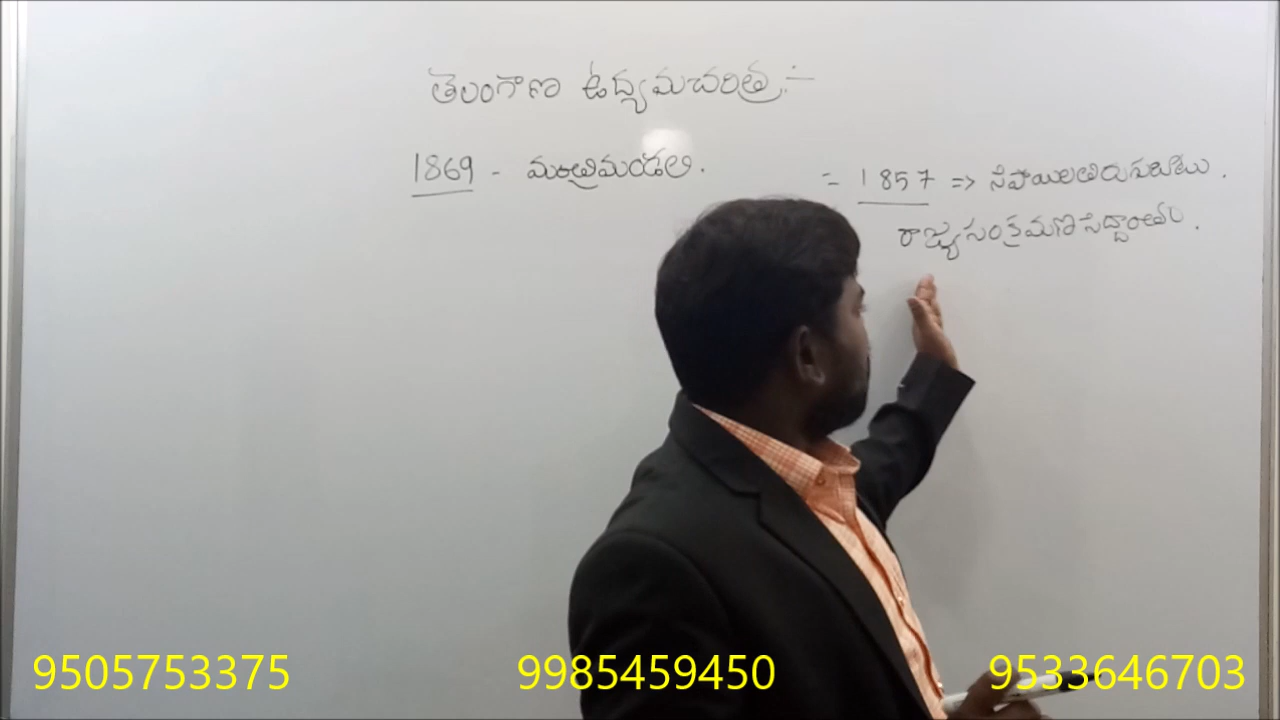 తెలంగాణ ఉద్యమచరిత్ర :-
1869 - మంత్రిమండలి.
= 1857 => సిపాయిలతిరుగుబాటు.
రాజ్యసంక్రమణసిద్దాంతం.
9505753375
9985459450
9533646703